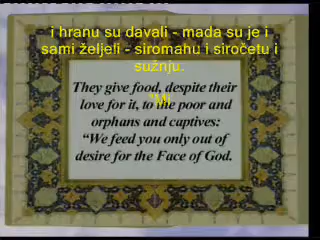 i hranu su davali - mada su je i
sami željeli - siromahu i siročetu i
sužnju.
They give food, despite their
love for it, to the poor and
orphans and captives:
“We feed you only out of
desire for the Face of God.